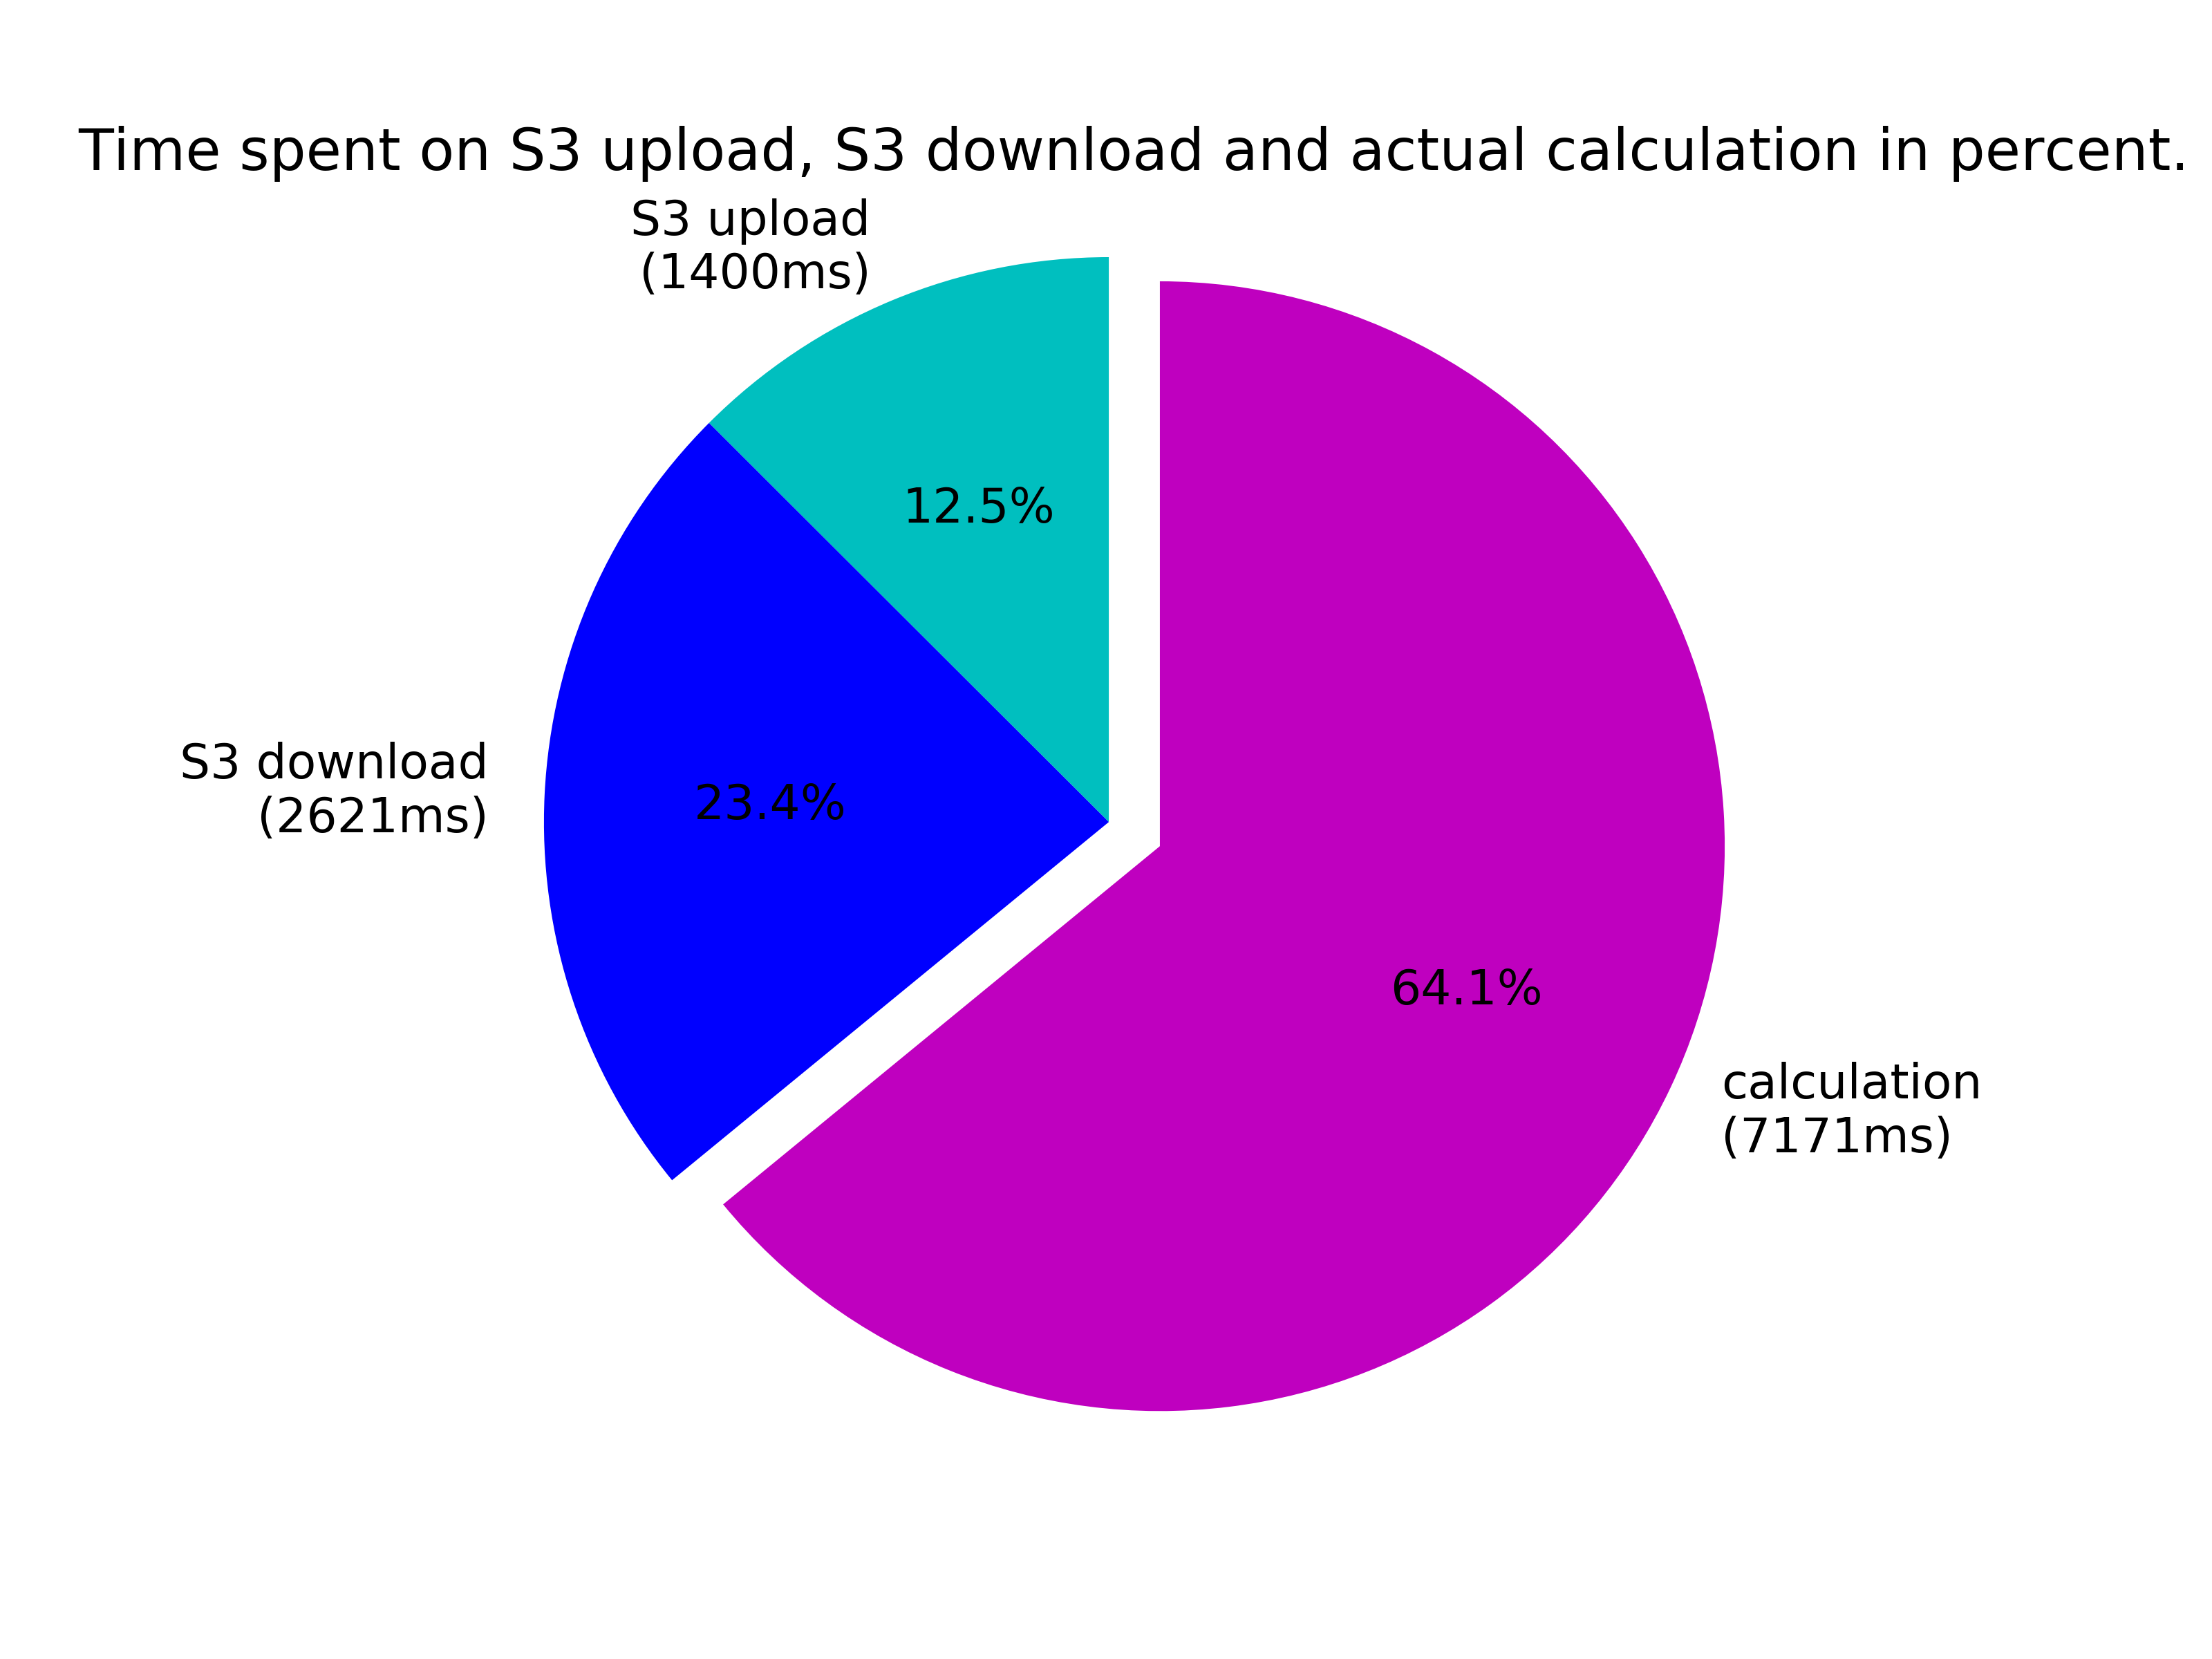 Time spent on S3 upload, S3 download and actual calculation in percent.
S3 upload
(1400ms)
12.5%
S3 download
(2621ms)
23.4%
64.1%
calculation
(7171ms)